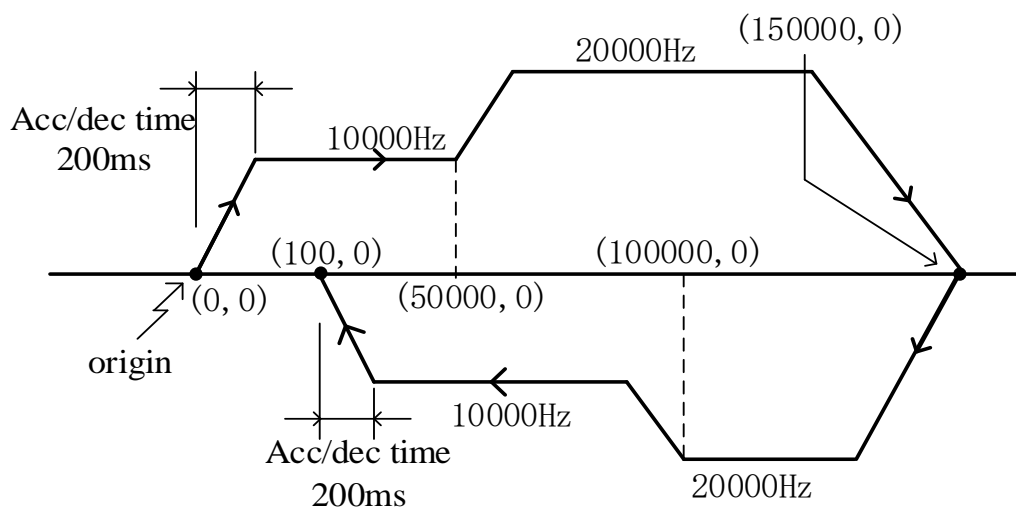 (150000,0)
20000Hz
Acc/dec time
200ms
10000Hz
(100,0)
(100000,0)
(0,0)
(50000,0)
origin
10000Hz
Acc/dec time
200ms
20000Hz